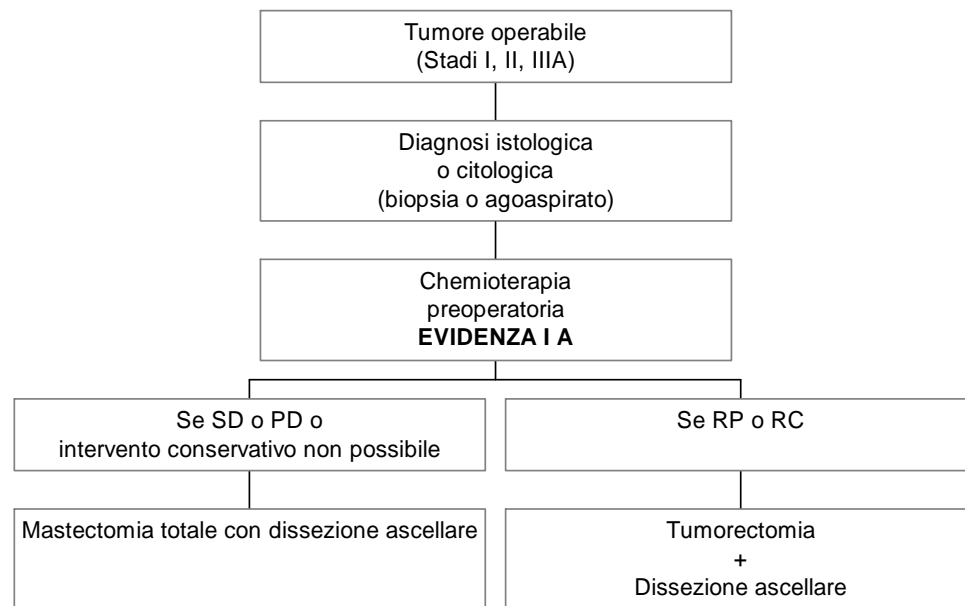 Tumore operabile
(Stadi I, II, IIIA)
Diagnosi istologica
o citologica
(biopsia o agoaspirato)
Chemioterapia
preoperatoria
EVIDENZA I A
Se SD o PD o
intervento conservativo non possibile
Se RP o RC
Mastectomia totale con dissezione ascellare
Tumorectomia
+
Dissezione ascellare